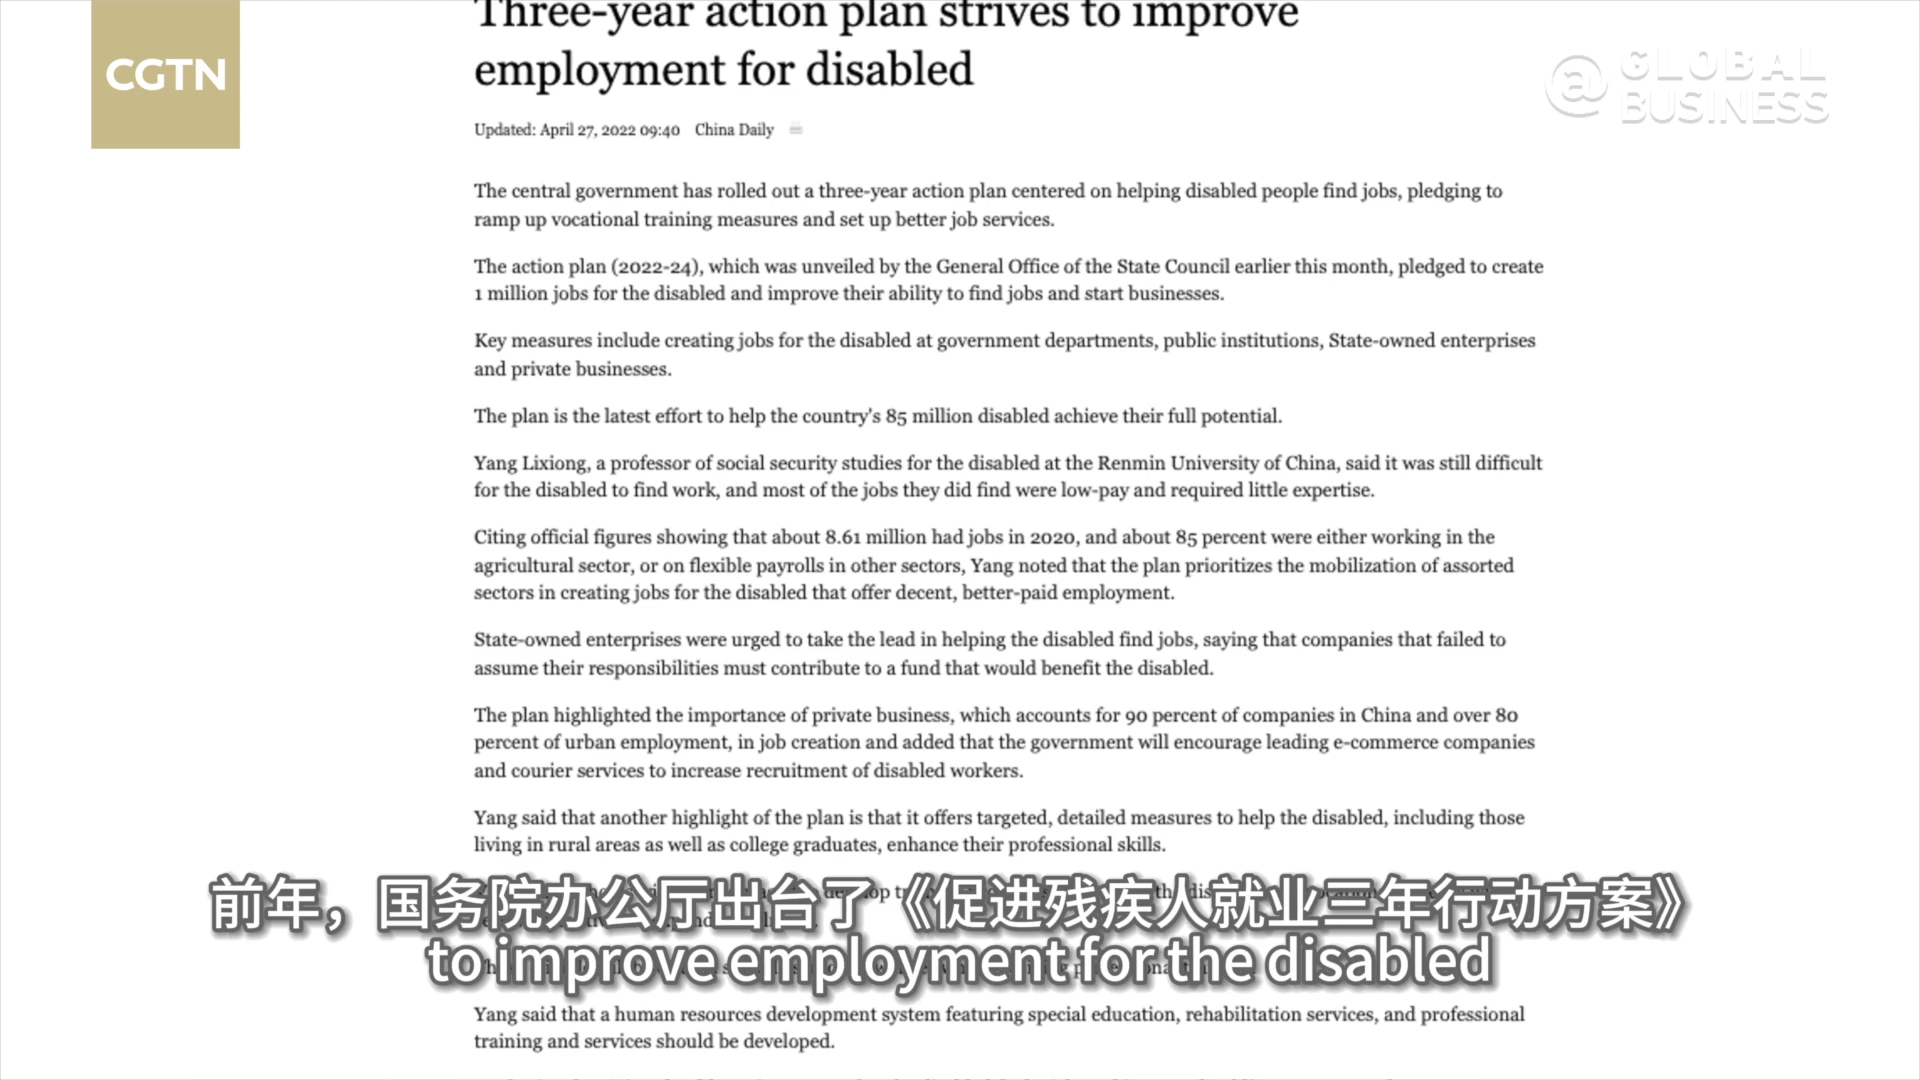 Three-year action plan strives to improve
employment for disabled
CGTN
@GLOBAL
BUSINESS
Updated: April 27, 2022 09:40 China Daily
The central government has rolled out a three-year action plan centered on helping disabled people find jobs, pledging to
ramp up vocational training measures and set up better job services.
The action plan (2022-24), which was unveiled by the General Office of the State Council earlier this month, pledged to create
1 million jobs for the disabled and improve their ability to find jobs and start businesses.
Key measures include creating jobs for the disabled at government departments, public institutions, State-owned enterprises
and private businesses.
The plan is the latest effort to help the country's 85 million disabled achieve their full potential.
Yang Lixiong, a professor of social security studies for the disabled at the Renmin University of China, said it was still difficult
for the disabled to find work, and most of the jobs they did find were low-pay and required little expertise.
Citing official figures showing that about 8.61 million had jobs in 2020, and about 85 percent were either working in the
agricultural sector, or on flexible payrolls in other sectors, Yang noted that the plan prioritizes the mobilization of assorted
sectors in creating jobs for the disabled that offer decent, better-paid employment.
State-owned enterprises were urged to take the lead in helping the disabled find jobs, saying that companies that failed to
assume their responsibilities must contribute to a fund that would benefit the disabled.
The plan highlighted the importance of private business, which accounts for 90 percent of companies in China and over 80
percent of urban employment, in job creation and added that the government will encourage leading e-commerce companies
and courier services to increase recruitment of disabled workers.
Yang said that another highlight of the plan is that it offers targeted, detailed measures to help the disabled, including those
living in rural areas as well as college graduates, enhance their professional skills.
前年，国务院办公厅出台了《促进残疾人就业三年行动方案》
to improve employment for the disabled
Yang said that a human resources development system featuring special education, rehabilitation services, and professional
training and services should be developed.